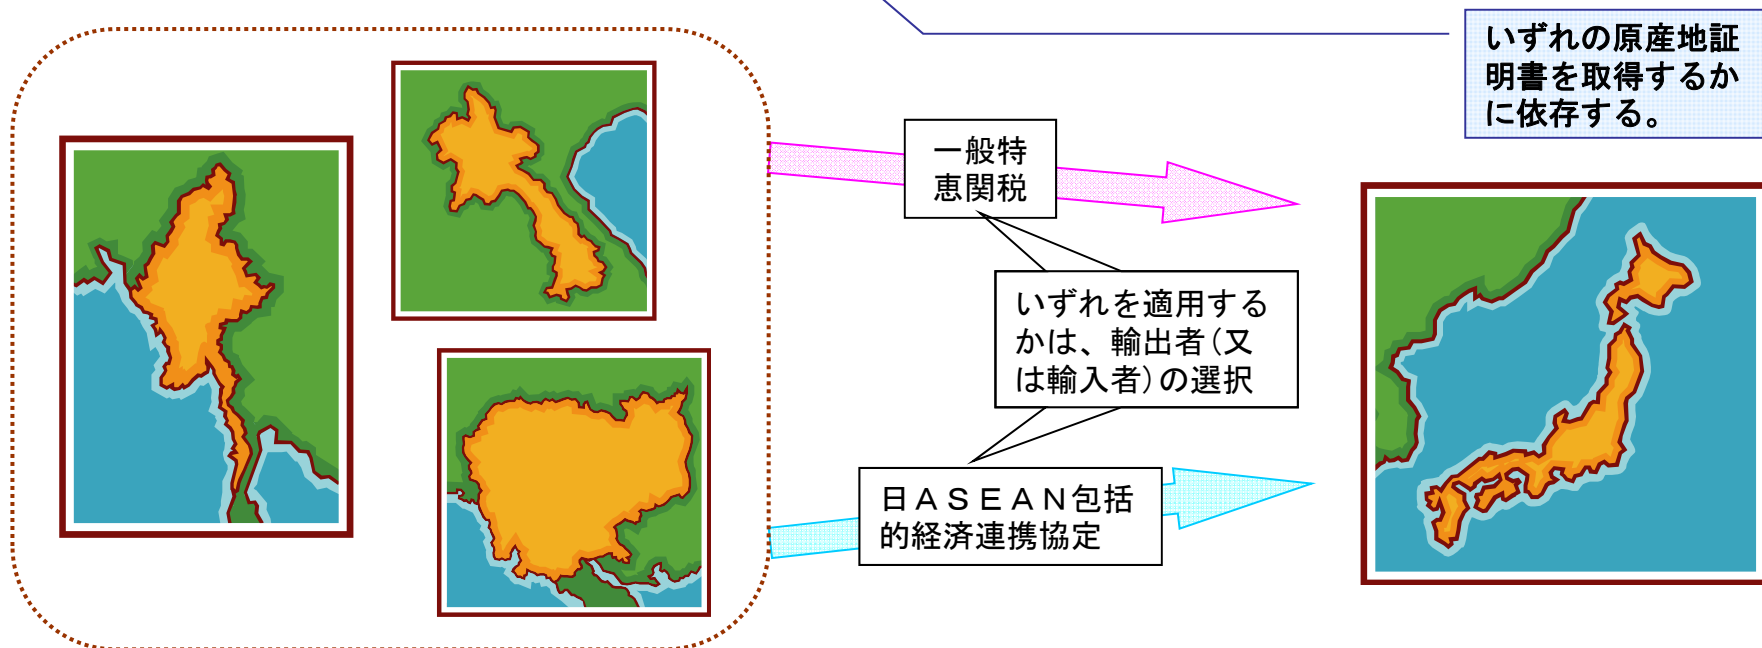 いずれの原産地証
明書を取得するか
に依存する。
一般特
恵関税
いずれを適用する
かは、輸出者(又
は輸入者)の選択
日ASEAN包括
的経済連携協定